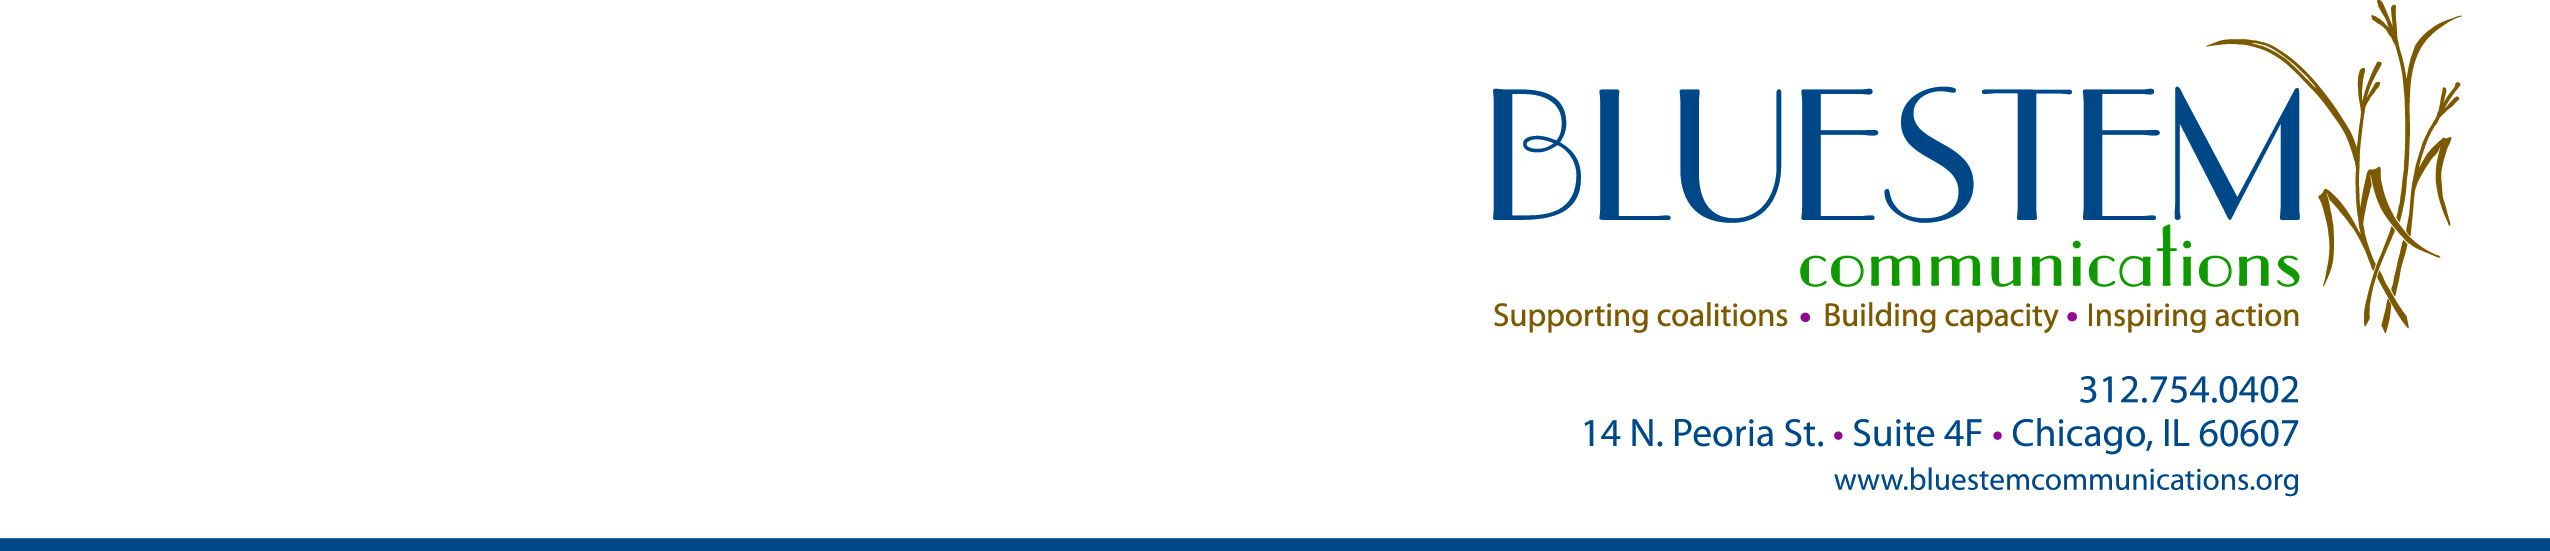 BLUESTEM
communications
Supporting coalitions • Building capacity • Inspiring action
312.754.0402
14 N. Peoria St. • Suite 4F • Chicago, IL 60607
www.bluestemcommunications.org